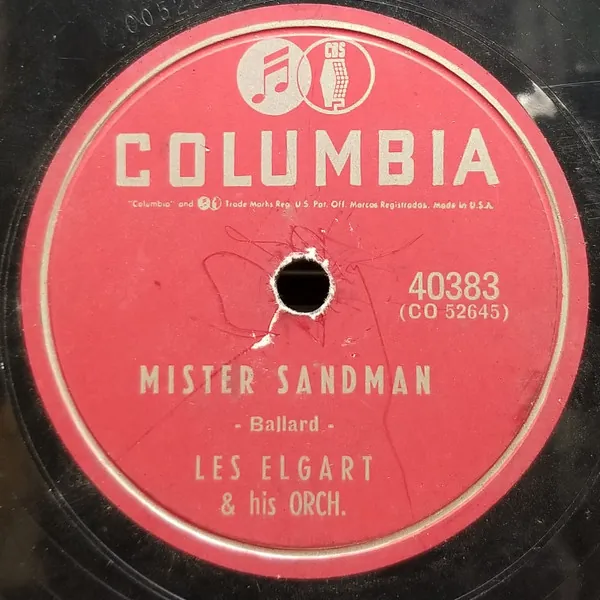 CBS
COLUMBIA
"Columbia" and Trade Marks Reg. U.S. Pat. Off. Marcas Registradas. Made in U.S.A.
40383
(CO 52645)
MISTER SANDMAN
- Ballard -
LES ELGART
& his ORCH.